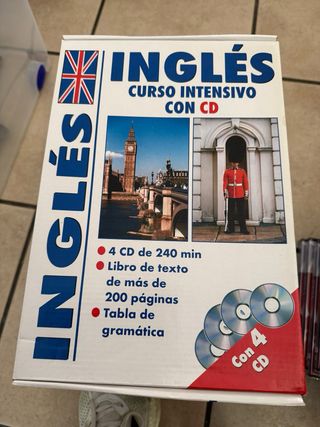 INGLÉS
INGLÉS
CURSO INTENSIVO
CON CD
4 CD de 240 min
Libro de texto
de más de
200 páginas
Tabla de
gramática
Con 4
CD